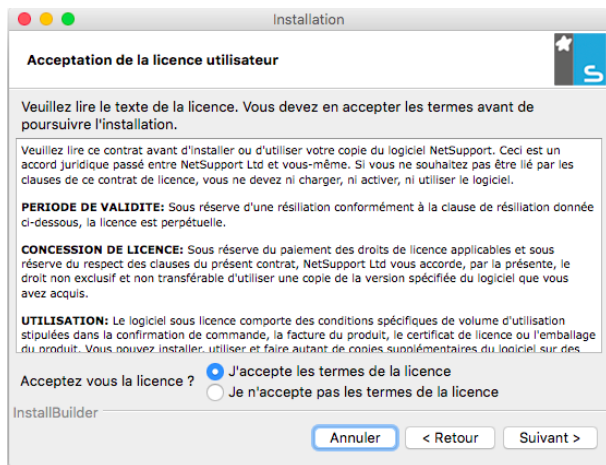 Installation
Acceptation de la licence utilisateur
S
Veuillez lire le texte de la licence. Vous devez en accepter les termes avant de
poursuivre l'installation.
Veuillez lire ce contrat avant d'installer ou d'utiliser votre copie du logiciel NetSupport. Ceci est un
accord juridique passé entre NetSupport Ltd et vous-même. Si vous ne souhaitez pas être lié par les
clauses de ce contrat de licence, vous ne devez ni charger, ni activer, ni utiliser le logiciel.
PERIODE DE VALIDITE: Sous réserve d'une résiliation conformément à la clause de résiliation donnée
ci-dessous, la licence est perpétuelle.
CONCESSION DE LICENCE: Sous réserve du paiement des droits de licence applicables et sous
réserve du respect des clauses du présent contrat, NetSupport Ltd vous accorde, par la présente, le
droit non exclusif et non transférable d'utiliser une copie de la version spécifiée du logiciel que vous
avez acquis.
UTILISATION: Le logiciel sous licence comporte des conditions spécifiques de volume d'utilisation
stipulées dans la confirmation de commande, la facture du produit, le certificat de licence ou l'emballage
du produit. Vous pouvez installer, utiliser et faire autant de copies supplémentaires du logiciel sur des
Acceptez vous la licence ?
J'accepte les termes de la licence
Je n'accepte pas les termes de la licence
InstallBuilder
Annuler
< Retour
Suivant >